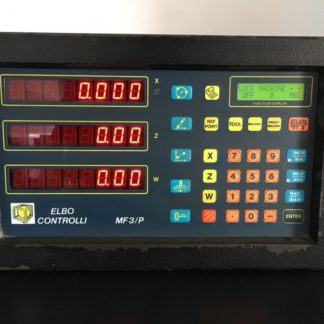 0.000 X
LOCK MACHINE
OFF
FUNCTION DISPLAY
REF POINT
TOOL
0.00 Z
X 7 8 9
Z 4 5 6
0.00 W
W 1 2 3
RAD
ELBO
CONTROLLI
MF3/P
0 ENTER